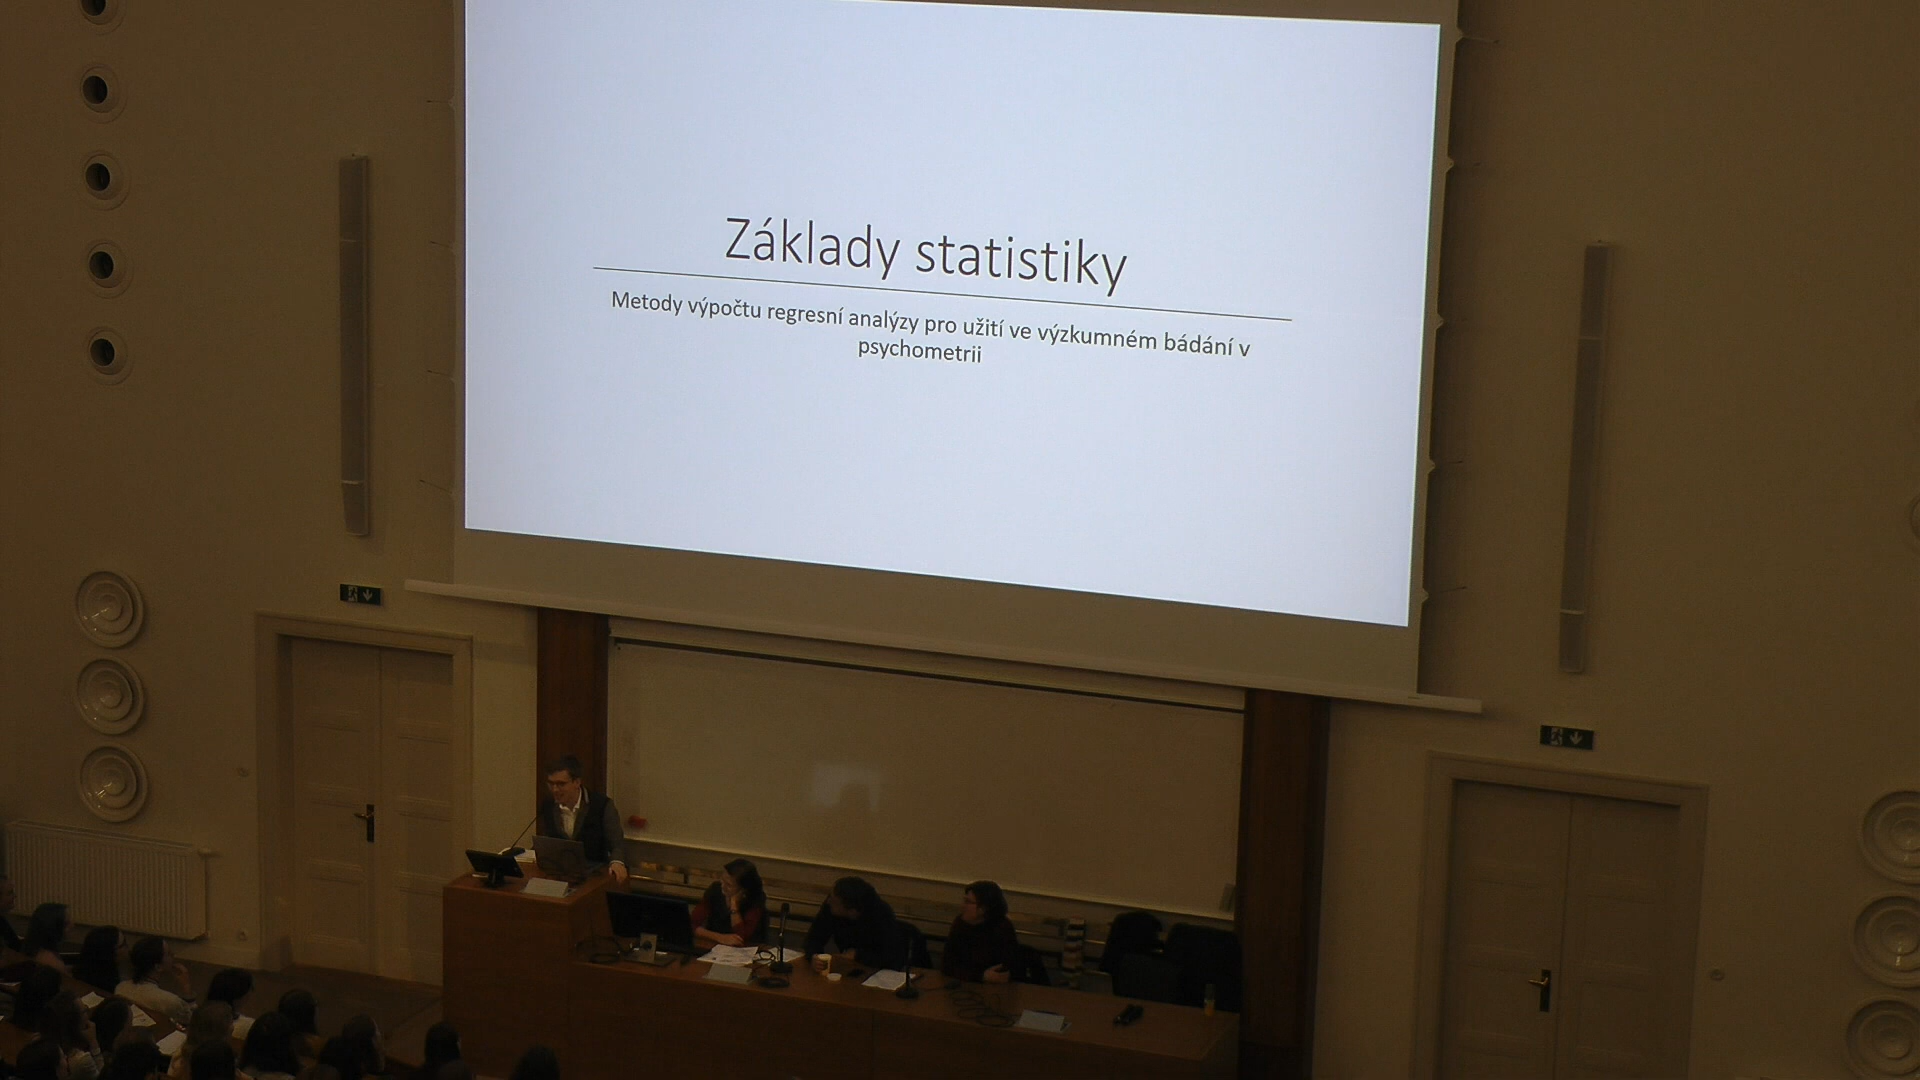 Základy statistiky
Metody výpočtu regresní analýzy pro užití ve výzkumném bádání v
psychometrii